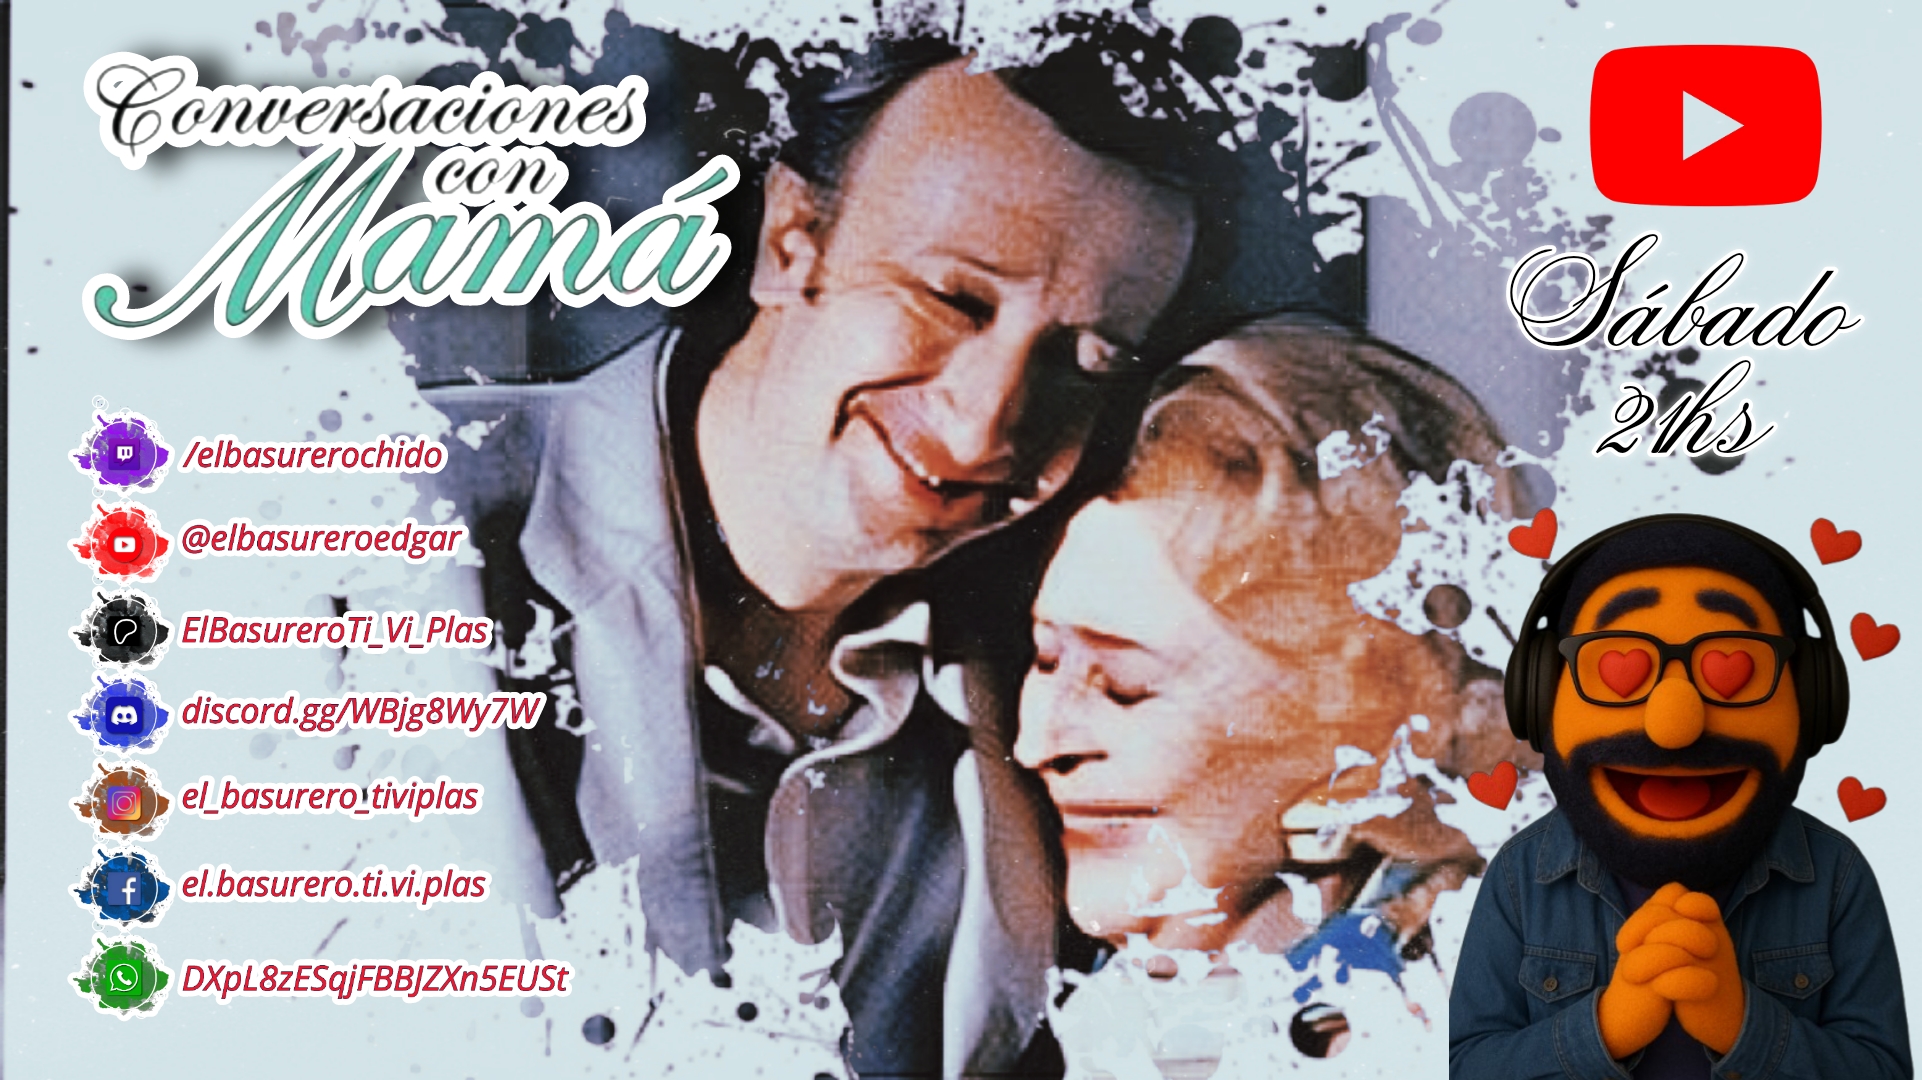 Conversaciones
con
Mamá
Sábado
21hs
/elbasurerochido
@elbasureroedgar
ElBasureroTi_Vi_Plas
discord.gg/WBjg8Wy7W
el_basurero_tiviplas
el.basurero.ti.vi.plas
DXpL8zESqjFBBJZXn5EUSt